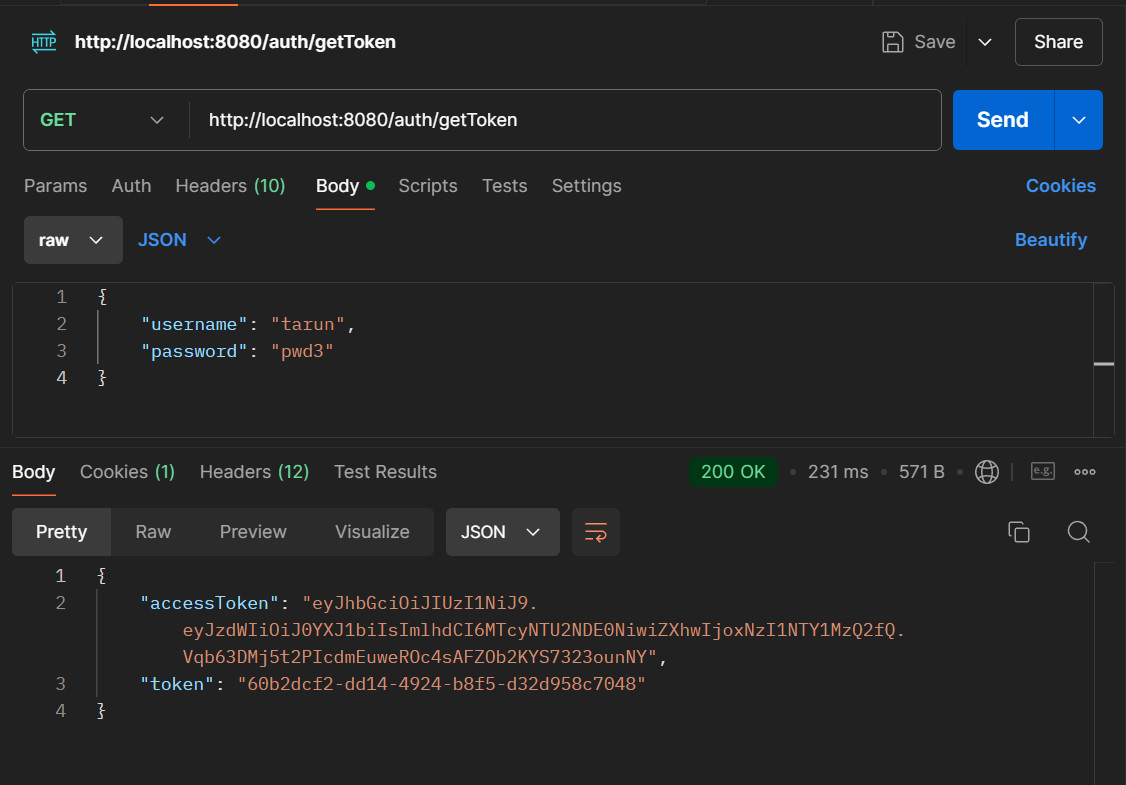 HTTP http://localhost:8080/auth/getToken Save Share
GET http://localhost:8080/auth/getToken Send
Params Auth Headers (10) Body Scripts Tests Settings Cookies
raw JSON Beautify
1 {
2 "username": "tarun",
3 "password": "pwd3"
4 }
Body Cookies (1) Headers (12) Test Results 200 OK 231 ms 571 B e.g.
Pretty Raw Preview Visualize JSON
1 {
2 "accessToken": "eyJhbGciOiJIUzI1NiJ9.
eyJzdWIiOiJ0YXJ1biIsImlhdCI6MTcyNTU2NDE0NiwiZXhwIjoxNzI1NTY1MzQ2fQ.
Vqb63DMj5t2PIcdmEuweROc4sAFZOb2KYS7323ounNY",
3 "token": "60b2dcf2-dd14-4924-b8f5-d32d958c7048"
4 }